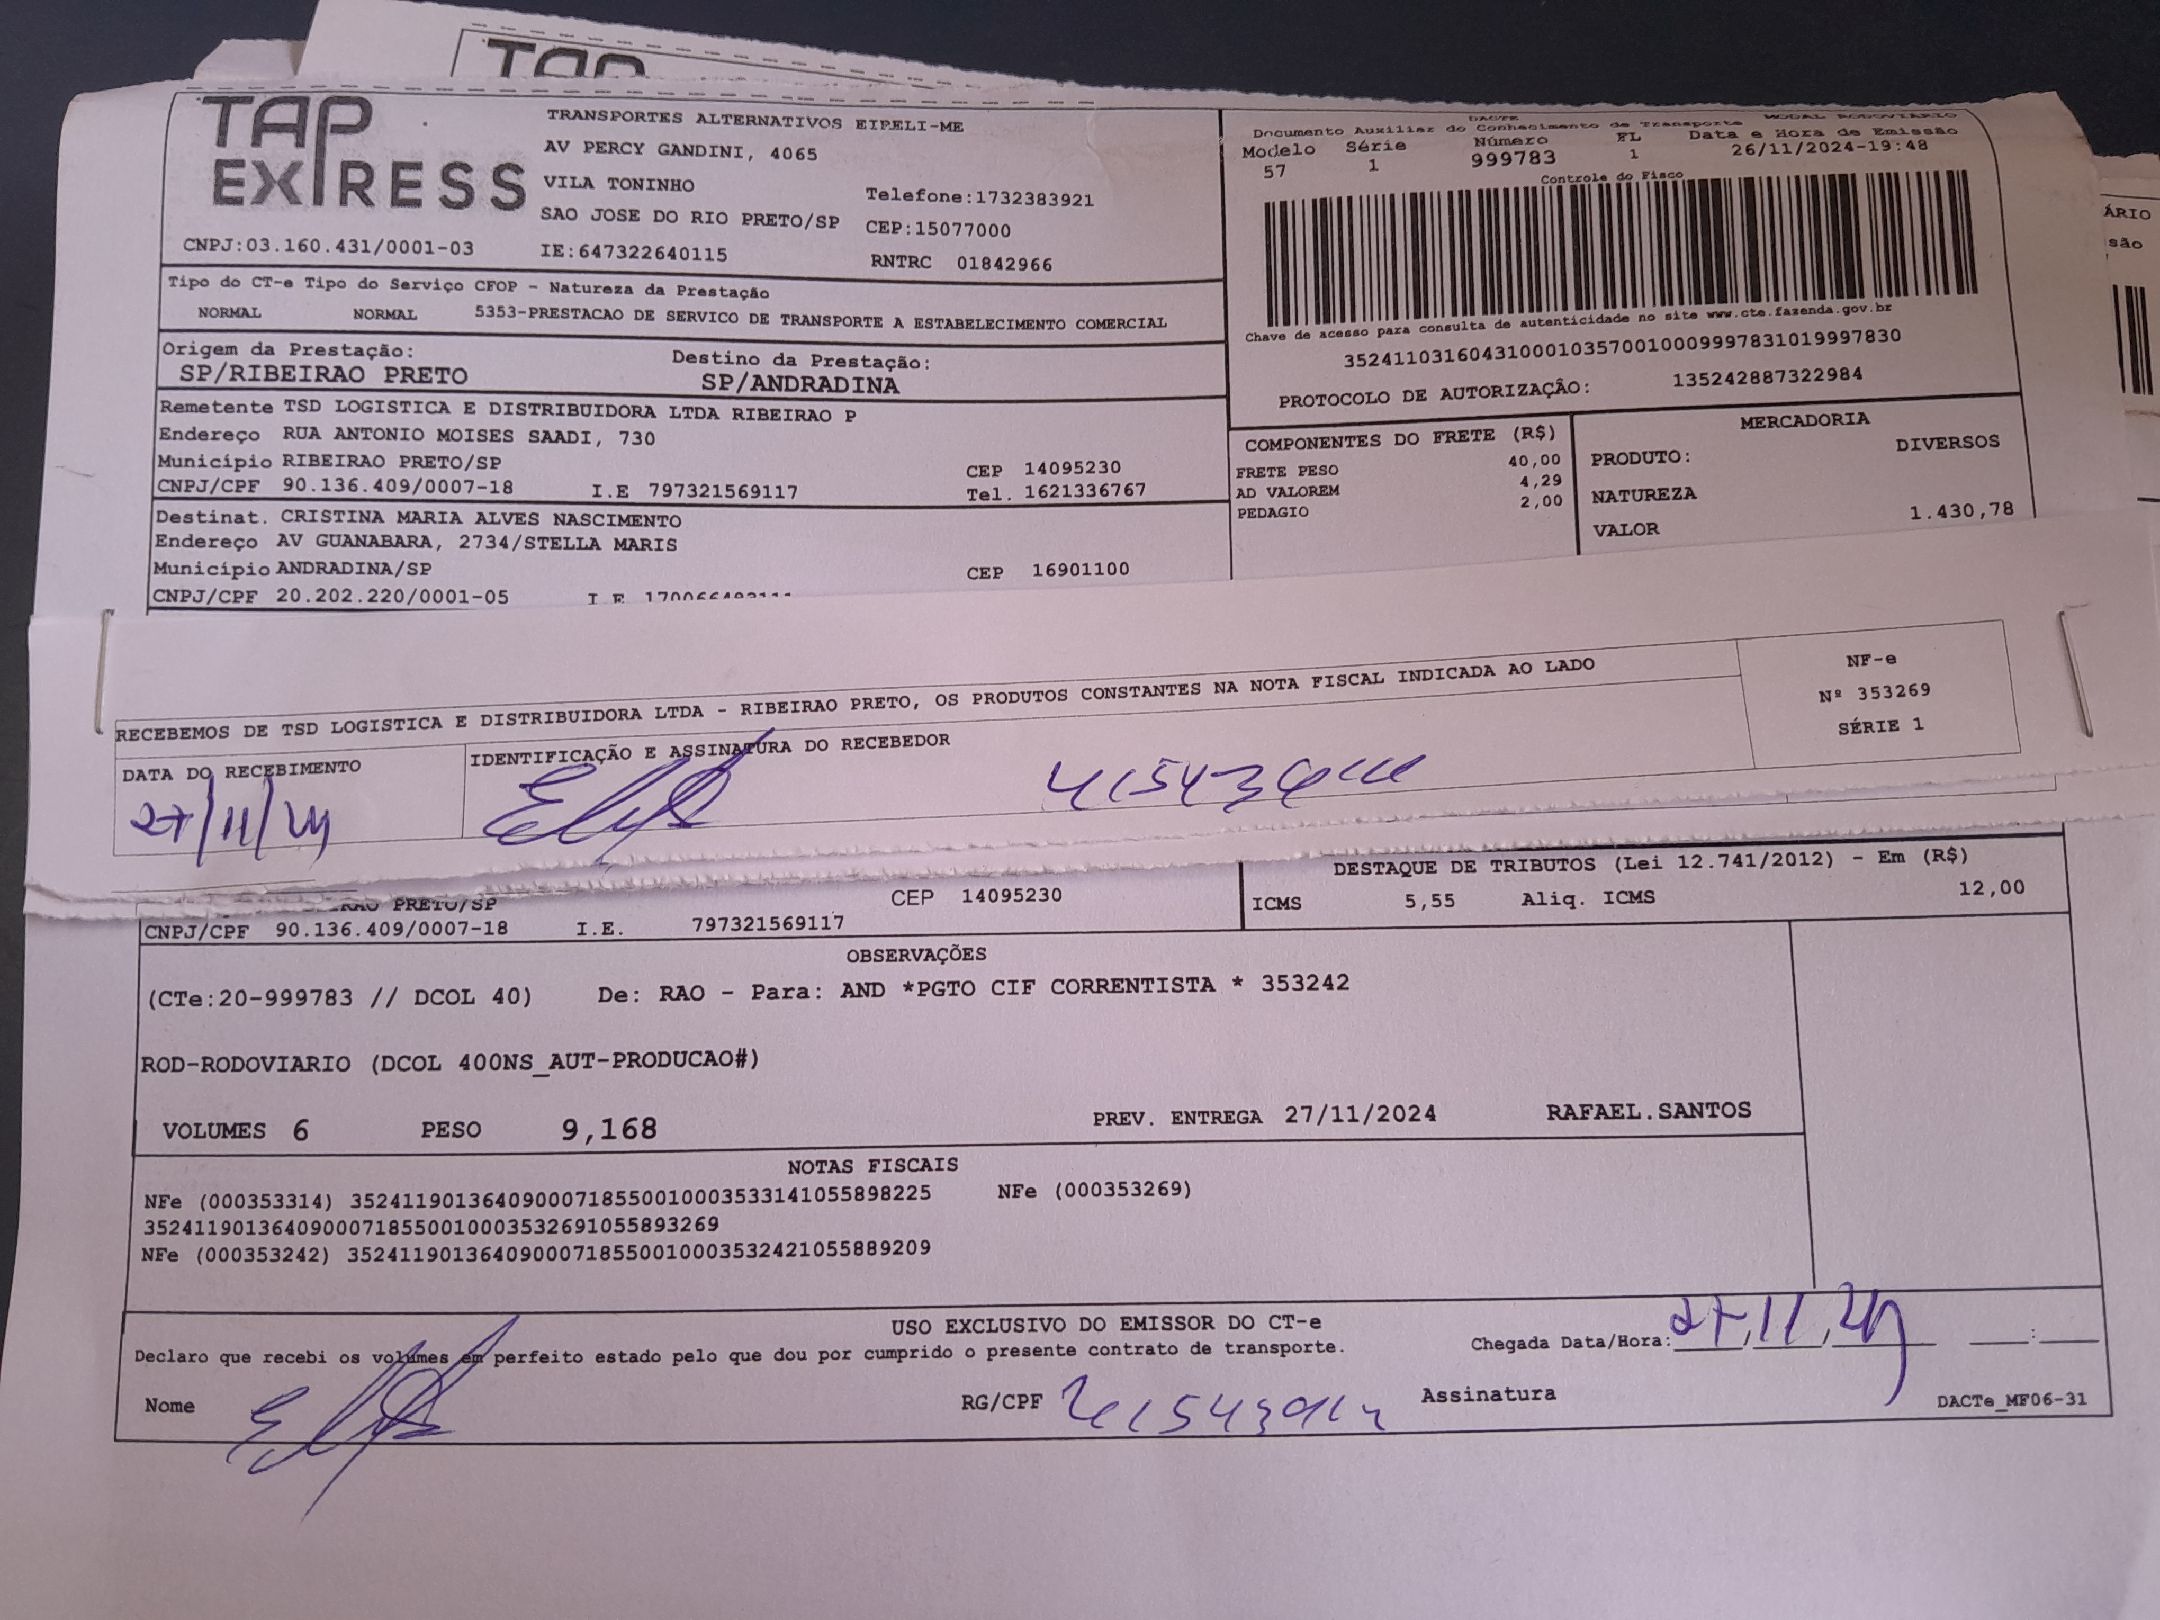 TAP
TAP
EXPRESS
TRANSPORTES ALTERNATIVOS EIPELI-ME
AV PERCY GANDINI, 4065
VILA TONINHO
Telefone:1732383921
SAO JOSE DO RIO PRETO/SP CEP:15077000
CNPJ:03.160.431/0001-03 IE:647322640115 RNTRC 01842966
DACTE MODAL RODOVIÁRIO
Documento Auxiliar do Conhecimento de Transporte
Modelo Série Número FL Data e Hora de Emissão
57 1 999783 1 26/11/2024-19:48
Controle do Fisco
Chave de acesso para consulta de autenticidade no site www.cte.fazenda.gov.br
35241103160431000103570010009997831019997830
PROTOCOLO DE AUTORIZAÇÃO: 135242887322984
Tipo do CT-e Tipo do Serviço CFOP - Natureza da Prestação
NORMAL NORMAL 5353-PRESTACAO DE SERVICO DE TRANSPORTE A ESTABELECIMENTO COMERCIAL
Origem da Prestação: Destino da Prestação:
SP/RIBEIRAO PRETO SP/ANDRADINA
Remetente TSD LOGISTICA E DISTRIBUIDORA LTDA RIBEIRAO P
Endereço RUA ANTONIO MOISES SAADI, 730
Município RIBEIRAO PRETO/SP CEP 14095230
CNPJ/CPF 90.136.409/0007-18 I.E 797321569117 Tel. 1621336767
COMPONENTES DO FRETE (R$)
FRETE PESO 40,00
AD VALOREM 4,29
PEDAGIO 2,00
MERCADORIA
PRODUTO: DIVERSOS
NATUREZA
VALOR 1.430,78
Destinat. CRISTINA MARIA ALVES NASCIMENTO
Endereço AV GUANABARA, 2734/STELLA MARIS
Município ANDRADINA/SP CEP 16901100
CNPJ/CPF 20.202.220/0001-05 I.E
ÁRIO
são
RECEBEMOS DE TSD LOGISTICA E DISTRIBUIDORA LTDA - RIBEIRAO PRETO, OS PRODUTOS CONSTANTES NA NOTA FISCAL INDICADA AO LADO
NF-e
Nº 353269
SÉRIE 1
DATA DO RECEBIMENTO IDENTIFICAÇÃO E ASSINATURA DO RECEBEDOR
27/11/24
PRETO/SP CEP 14095230
CNPJ/CPF 90.136.409/0007-18 I.E. 797321569117
DESTAQUE DE TRIBUTOS (Lei 12.741/2012) - Em (R$)
ICMS 5,55 Aliq. ICMS 12,00
OBSERVAÇÕES
(CTe:20-999783 // DCOL 40) De: RAO - Para: AND *PGTO CIF CORRENTISTA * 353242
ROD-RODOVIARIO (DCOL 400NS_AUT-PRODUCAO#)
VOLUMES 6 PESO 9,168 PREV. ENTREGA 27/11/2024 RAFAEL.SANTOS
NOTAS FISCAIS
NFe (000353314) 35241190136409000718550010003533141055898225 NFe (000353269)
35241190136409000718550010003532691055893269
NFe (000353242) 35241190136409000718550010003532421055889209
USO EXCLUSIVO DO EMISSOR DO CT-e
Declaro que recebi os volumes em perfeito estado pelo que dou por cumprido o presente contrato de transporte.
Chegada Data/Hora: 27,11,24 :
Nome RG/CPF Assinatura DACTe_MF06-31